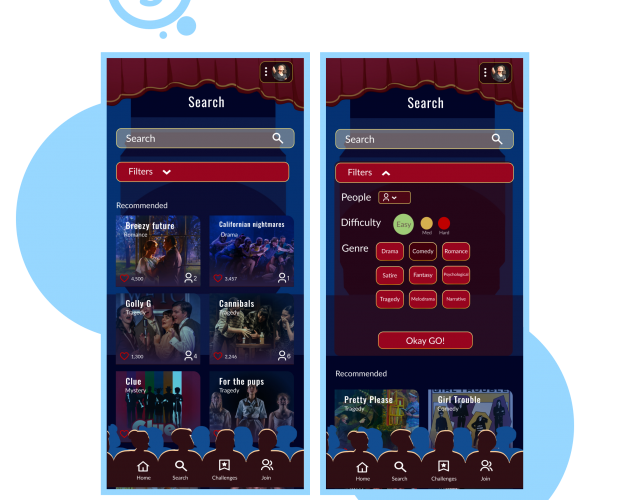 Search
Search
Filters
Recommended
Breezy future
Romance
4,500
2
Californian nightmares
Drama
3,457
1
Golly G
Tragedy
1,300
4
Cannibals
Tragedy
2,246
6
Clue
Mystery
For the pups
Tragedy
Home Search Challenges Join
Search
Search
Filters
People
Difficulty Easy Med Hard
Genre Drama Comedy Romance
Satire Fantasy Psychological
Tragedy Melodrama Narrative
Okay GO!
Recommended
Pretty Please
Tragedy
GIRL TROUBLE
Girl Trouble
Comedy
Home Search Challenges Join